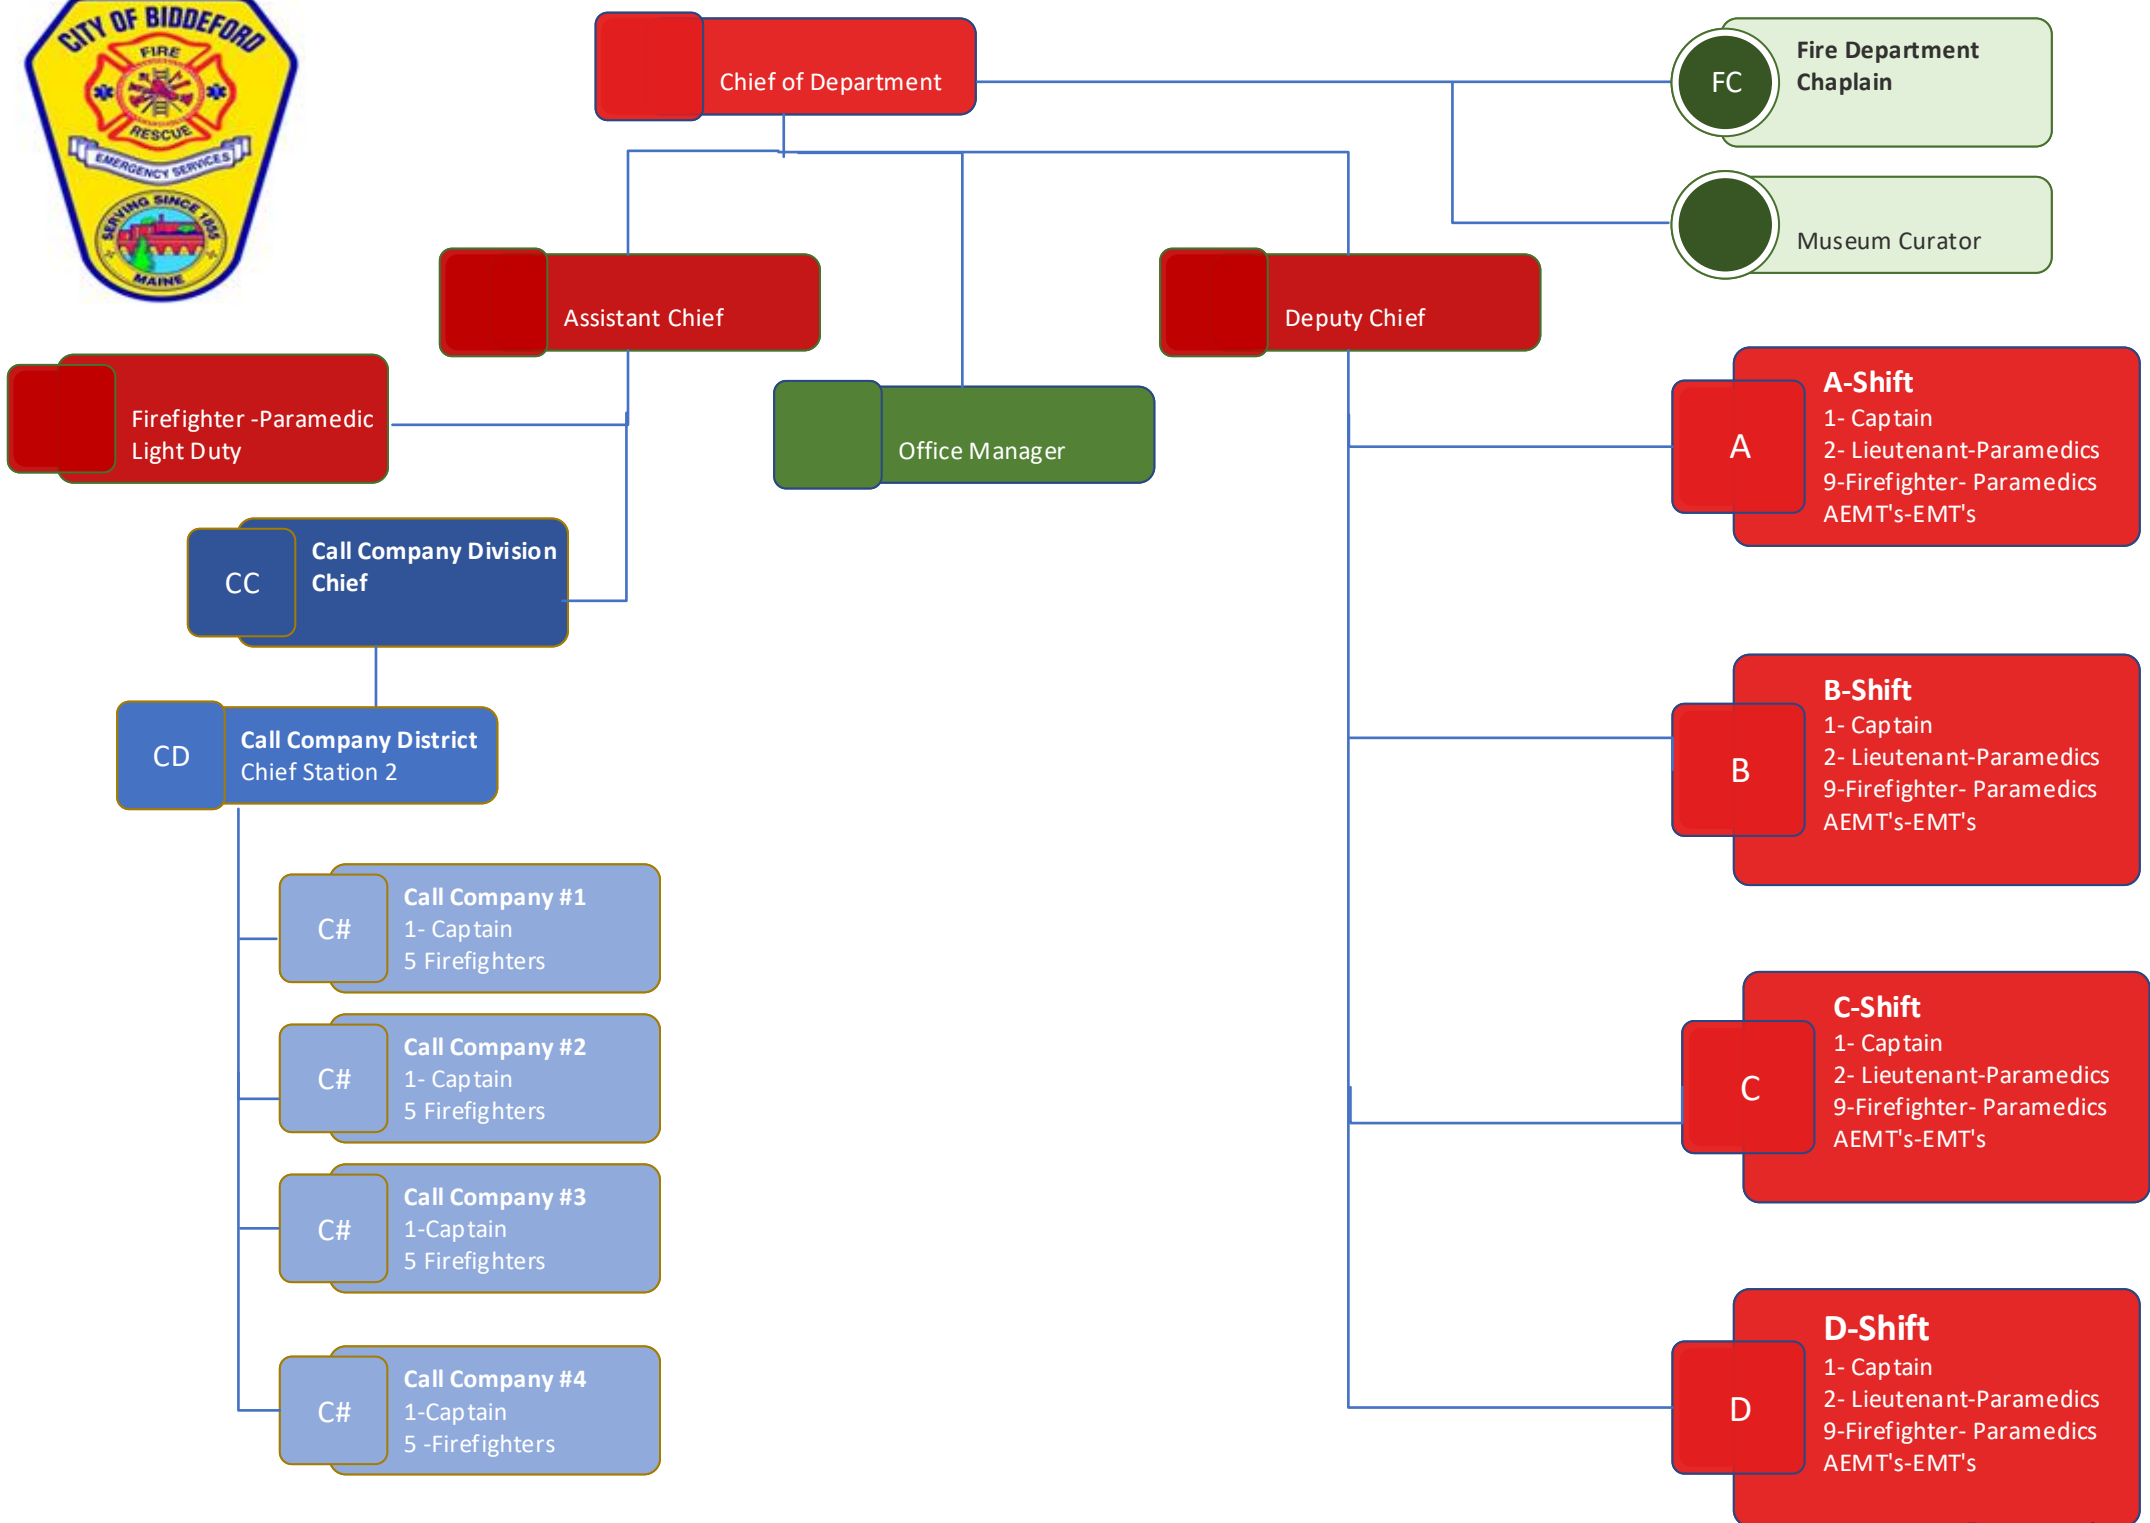 CITY OF BIDDEFORD
FIRE
RESCUE
EMERGENCY SERVICES
SERVING SINCE 1855
MAINE
Chief of Department
FC
Fire Department
Chaplain
Museum Curator
Assistant Chief
Deputy Chief
Firefighter -Paramedic
Light Duty
Office Manager
CC
Call Company Division
Chief
CD
Call Company District
Chief Station 2
C#
Call Company #1
1- Captain
5 Firefighters
C#
Call Company #2
1- Captain
5 Firefighters
C#
Call Company #3
1-Captain
5 Firefighters
C#
Call Company #4
1-Captain
5 -Firefighters
A
A-Shift
1- Captain
2- Lieutenant-Paramedics
9-Firefighter- Paramedics
AEMT's-EMT's
B
B-Shift
1- Captain
2- Lieutenant-Paramedics
9-Firefighter- Paramedics
AEMT's-EMT's
C
C-Shift
1- Captain
2- Lieutenant-Paramedics
9-Firefighter- Paramedics
AEMT's-EMT's
D
D-Shift
1- Captain
2- Lieutenant-Paramedics
9-Firefighter- Paramedics
AEMT's-EMT's